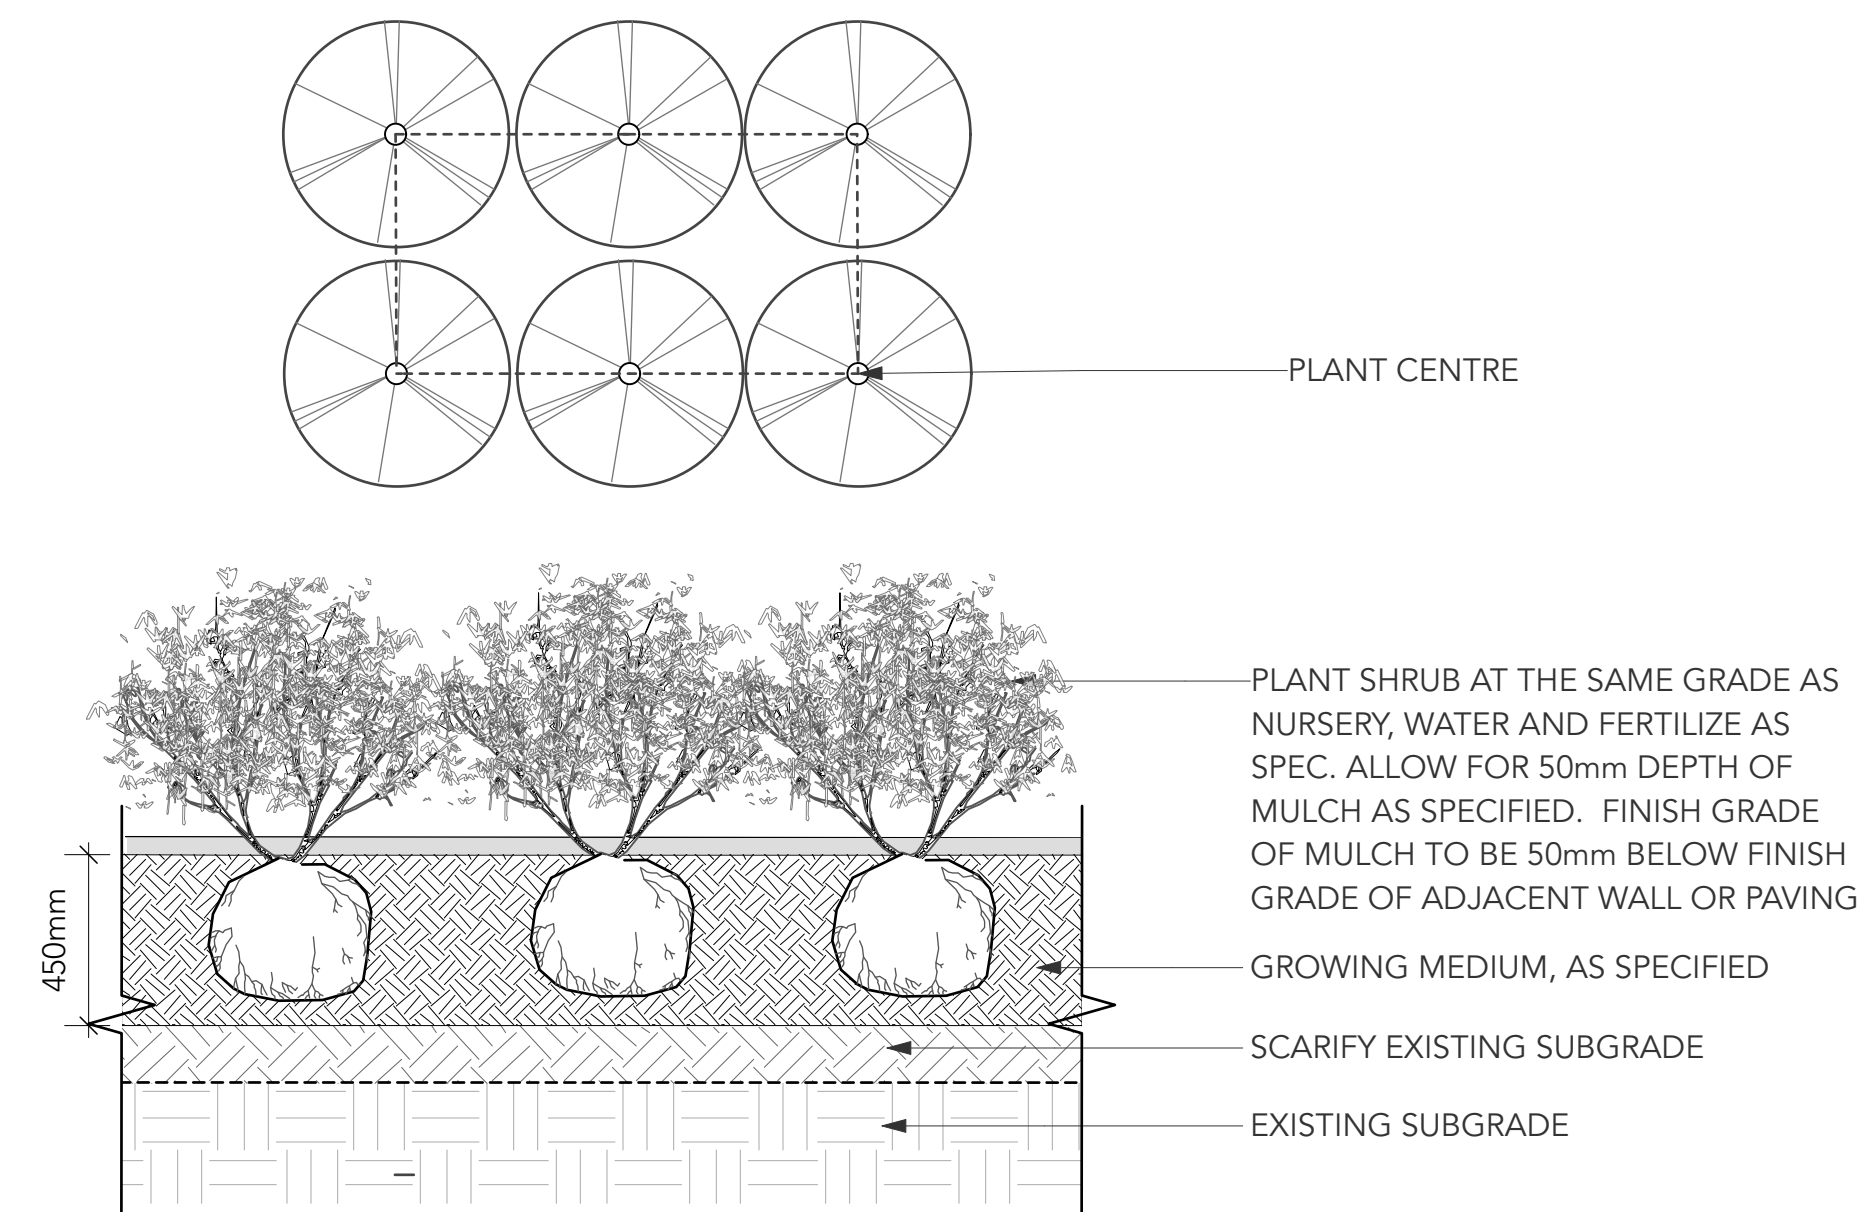 PLANT CENTRE
PLANT SHRUB AT THE SAME GRADE AS
NURSERY, WATER AND FERTILIZE AS
SPEC. ALLOW FOR 50mm DEPTH OF
MULCH AS SPECIFIED. FINISH GRADE
OF MULCH TO BE 50mm BELOW FINISH
GRADE OF ADJACENT WALL OR PAVING
450mm
GROWING MEDIUM, AS SPECIFIED
SCARIFY EXISTING SUBGRADE
EXISTING SUBGRADE